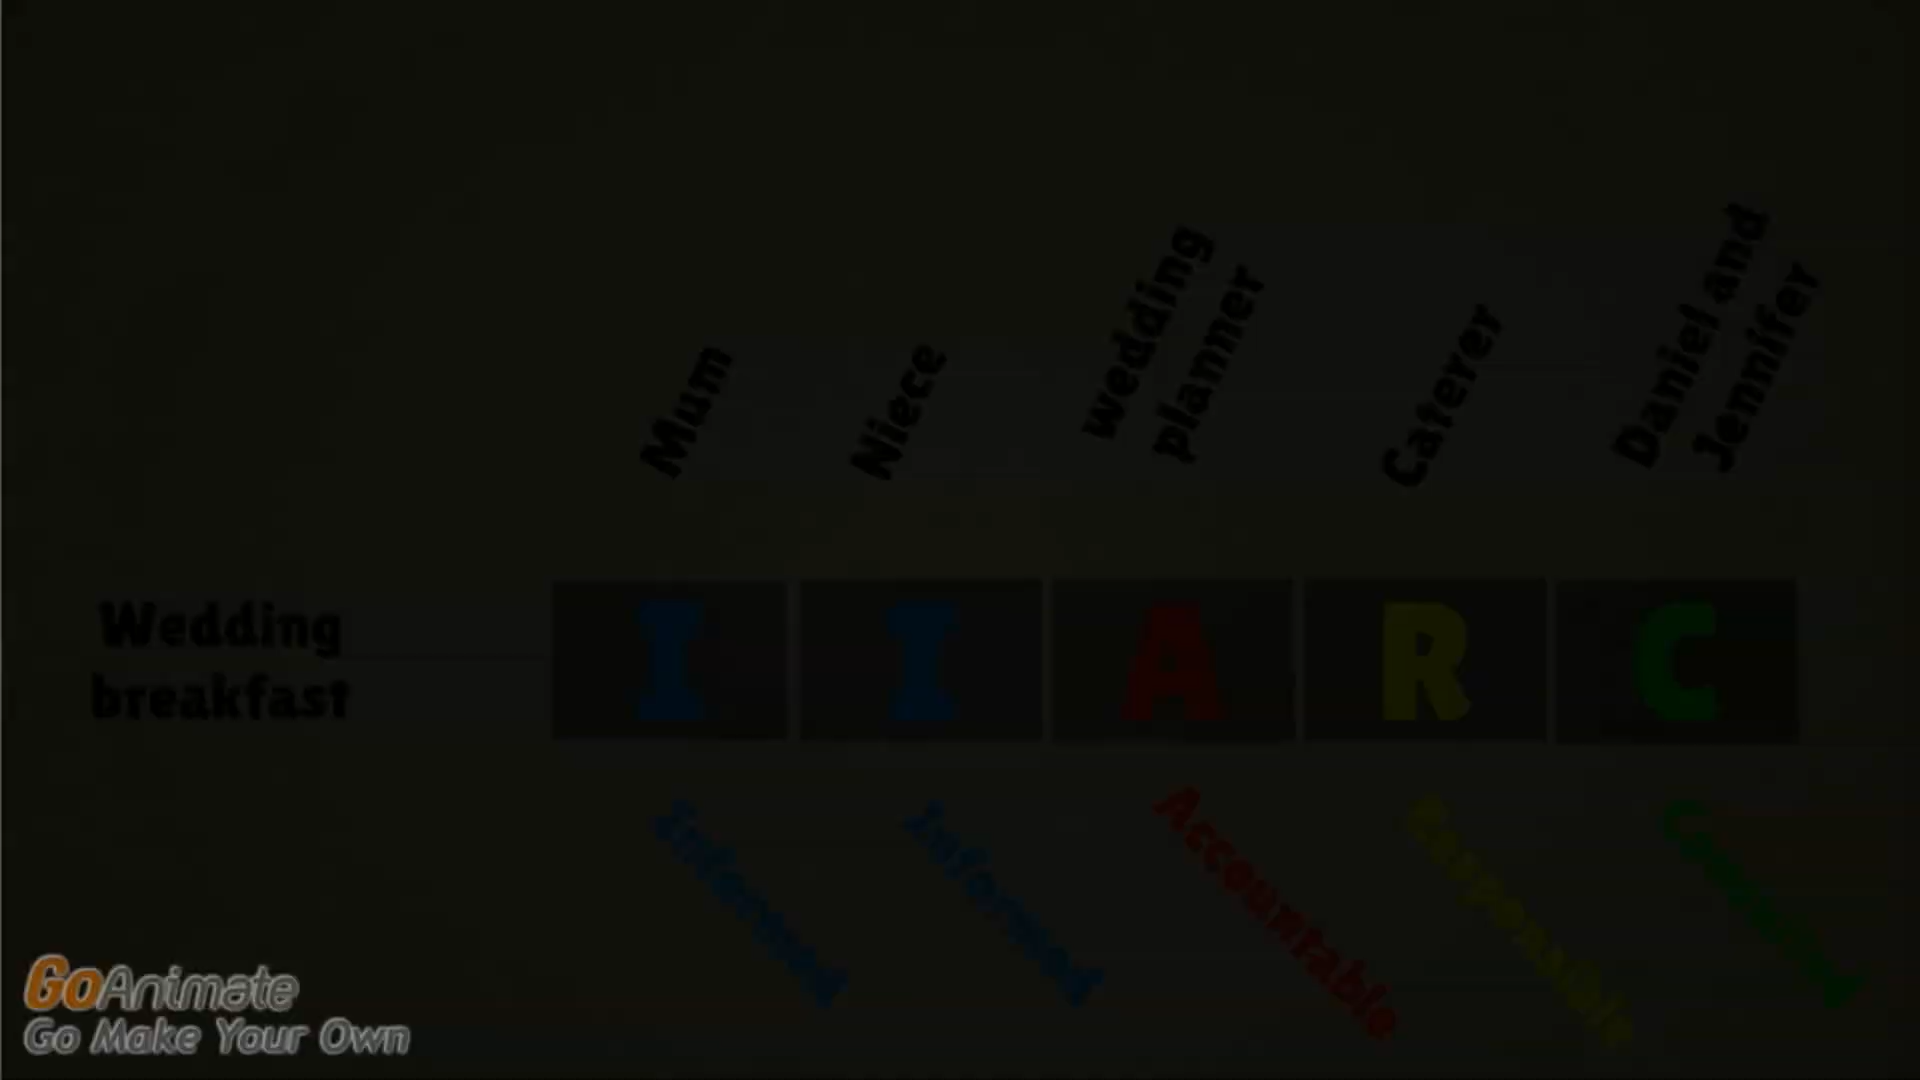 Mum
Niece
wedding
planner
Caterer
Daniel and
Jennifer
Wedding
breakfast
I
I
A
R
C
Informed
Informed
Accountable
Responsible
GoAnimate
Go Make Your Own